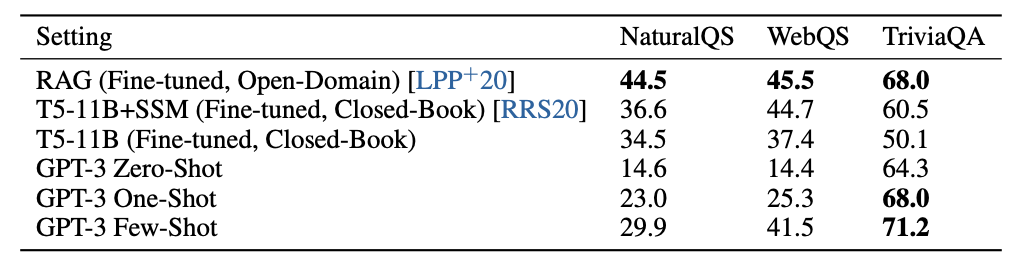 Setting NaturalQS WebQS TriviaQA
RAG (Fine-tuned, Open-Domain) [LPP+20] 44.5 45.5 68.0
T5-11B+SSM (Fine-tuned, Closed-Book) [RRS20] 36.6 44.7 60.5
T5-11B (Fine-tuned, Closed-Book) 34.5 37.4 50.1
GPT-3 Zero-Shot 14.6 14.4 64.3
GPT-3 One-Shot 23.0 25.3 68.0
GPT-3 Few-Shot 29.9 41.5 71.2